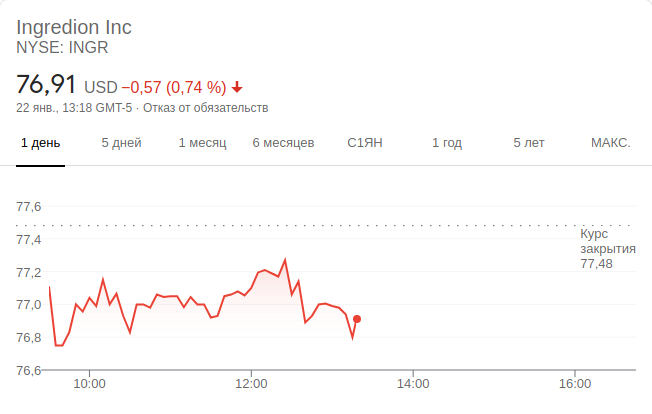 Ingredion Inc
NYSE: INGR
76,91 USD −0,57 (0,74 %)
22 янв., 13:18 GMT-5 · Отказ от обязательств
1 день 5 дней 1 месяц 6 месяцев С1ЯН 1 год 5 лет МАКС.
77,6
77,4
77,2
77,0
76,8
76,6
Курс
закрытия
77,48
10:00 12:00 14:00 16:00